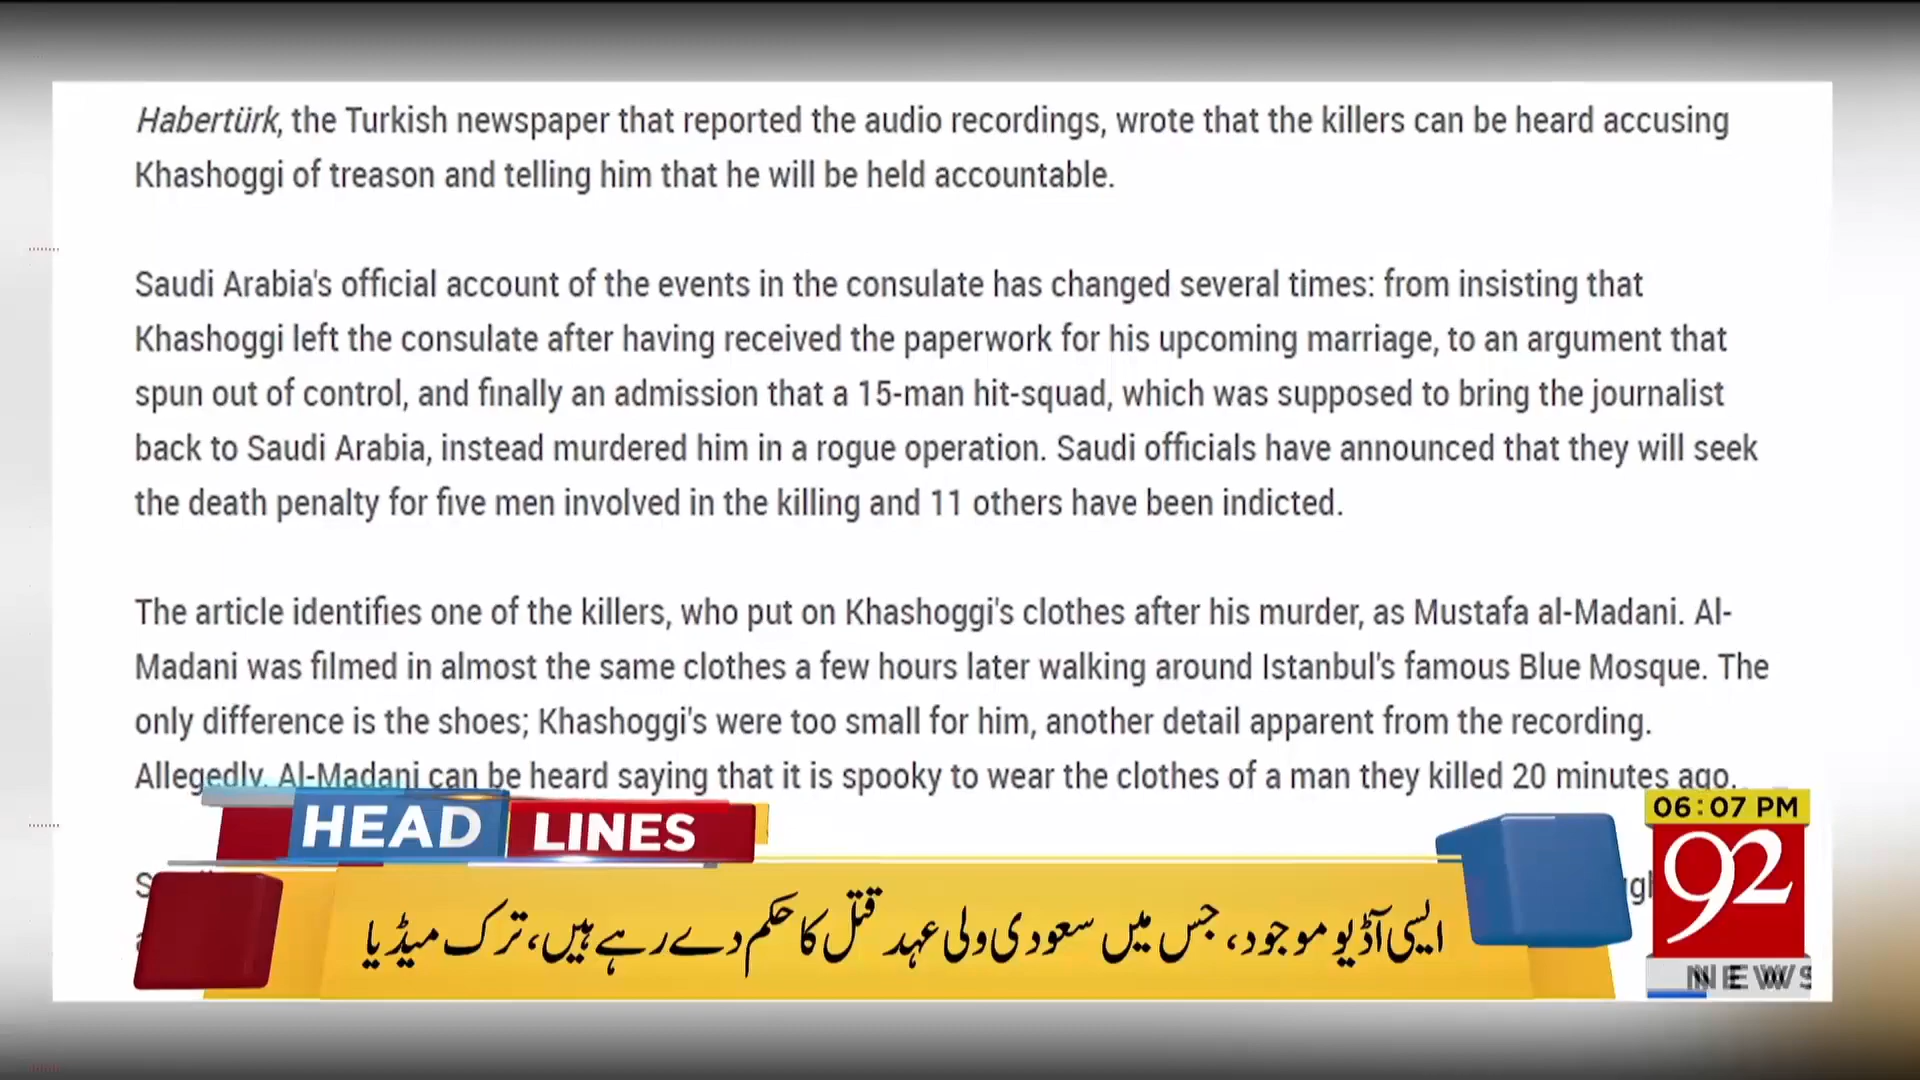 Habertürk, the Turkish newspaper that reported the audio recordings, wrote that the killers can be heard accusing
Khashoggi of treason and telling him that he will be held accountable.
Saudi Arabia's official account of the events in the consulate has changed several times: from insisting that
Khashoggi left the consulate after having received the paperwork for his upcoming marriage, to an argument that
spun out of control, and finally an admission that a 15-man hit-squad, which was supposed to bring the journalist
back to Saudi Arabia, instead murdered him in a rogue operation. Saudi officials have announced that they will seek
the death penalty for five men involved in the killing and 11 others have been indicted.
The article identifies one of the killers, who put on Khashoggi's clothes after his murder, as Mustafa al-Madani. Al-
Madani was filmed in almost the same clothes a few hours later walking around Istanbul's famous Blue Mosque. The
only difference is the shoes; Khashoggi's were too small for him, another detail apparent from the recording.
Allegedly, Al-Madani can be heard saying that it is spooky to wear the clothes of a man they killed 20 minutes ago.
HEAD LINES
06:07 PM
92
NEWS
ایسی آڈیو موجود، جس میں سعودی ولی عہد قتل کا حکم دے رہے ہیں، ترک میڈیا